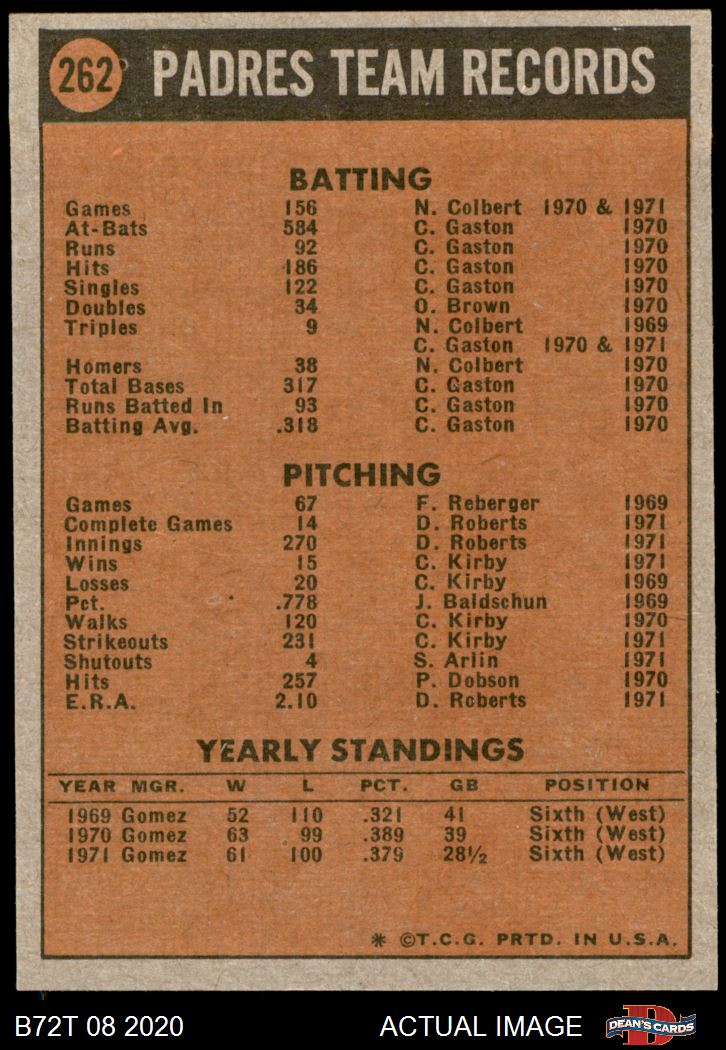 262 PADRES TEAM RECORDS
BATTING
Games 156 N. Colbert 1970 & 1971
At-Bats 584 C. Gaston 1970
Runs 92 C. Gaston 1970
Hits 186 C. Gaston 1970
Singles 122 C. Gaston 1970
Doubles 34 O. Brown 1970
Triples 9 N. Colbert 1969
C. Gaston 1970 & 1971
Homers 38 N. Colbert 1970
Total Bases 317 C. Gaston 1970
Runs Batted In 93 C. Gaston 1970
Batting Avg. .318 C. Gaston 1970
PITCHING
Games 67 F. Reberger 1969
Complete Games 14 D. Roberts 1971
Innings 270 D. Roberts 1971
Wins 15 C. Kirby 1971
Losses 20 C. Kirby 1969
Pct. .778 J. Baldschun 1969
Walks 120 C. Kirby 1970
Strikeouts 231 C. Kirby 1971
Shutouts 4 S. Arlin 1971
Hits 257 P. Dobson 1970
E.R.A. 2.10 D. Roberts 1971
YEARLY STANDINGS
YEAR MGR. W L PCT. GB POSITION
1969 Gomez 52 110 .321 41 Sixth (West)
1970 Gomez 63 99 .389 39 Sixth (West)
1971 Gomez 61 100 .379 28½ Sixth (West)
* ©T.C.G. PRTD. IN U.S.A.
B72T 08 2020 ACTUAL IMAGE D DEAN'S CARDS